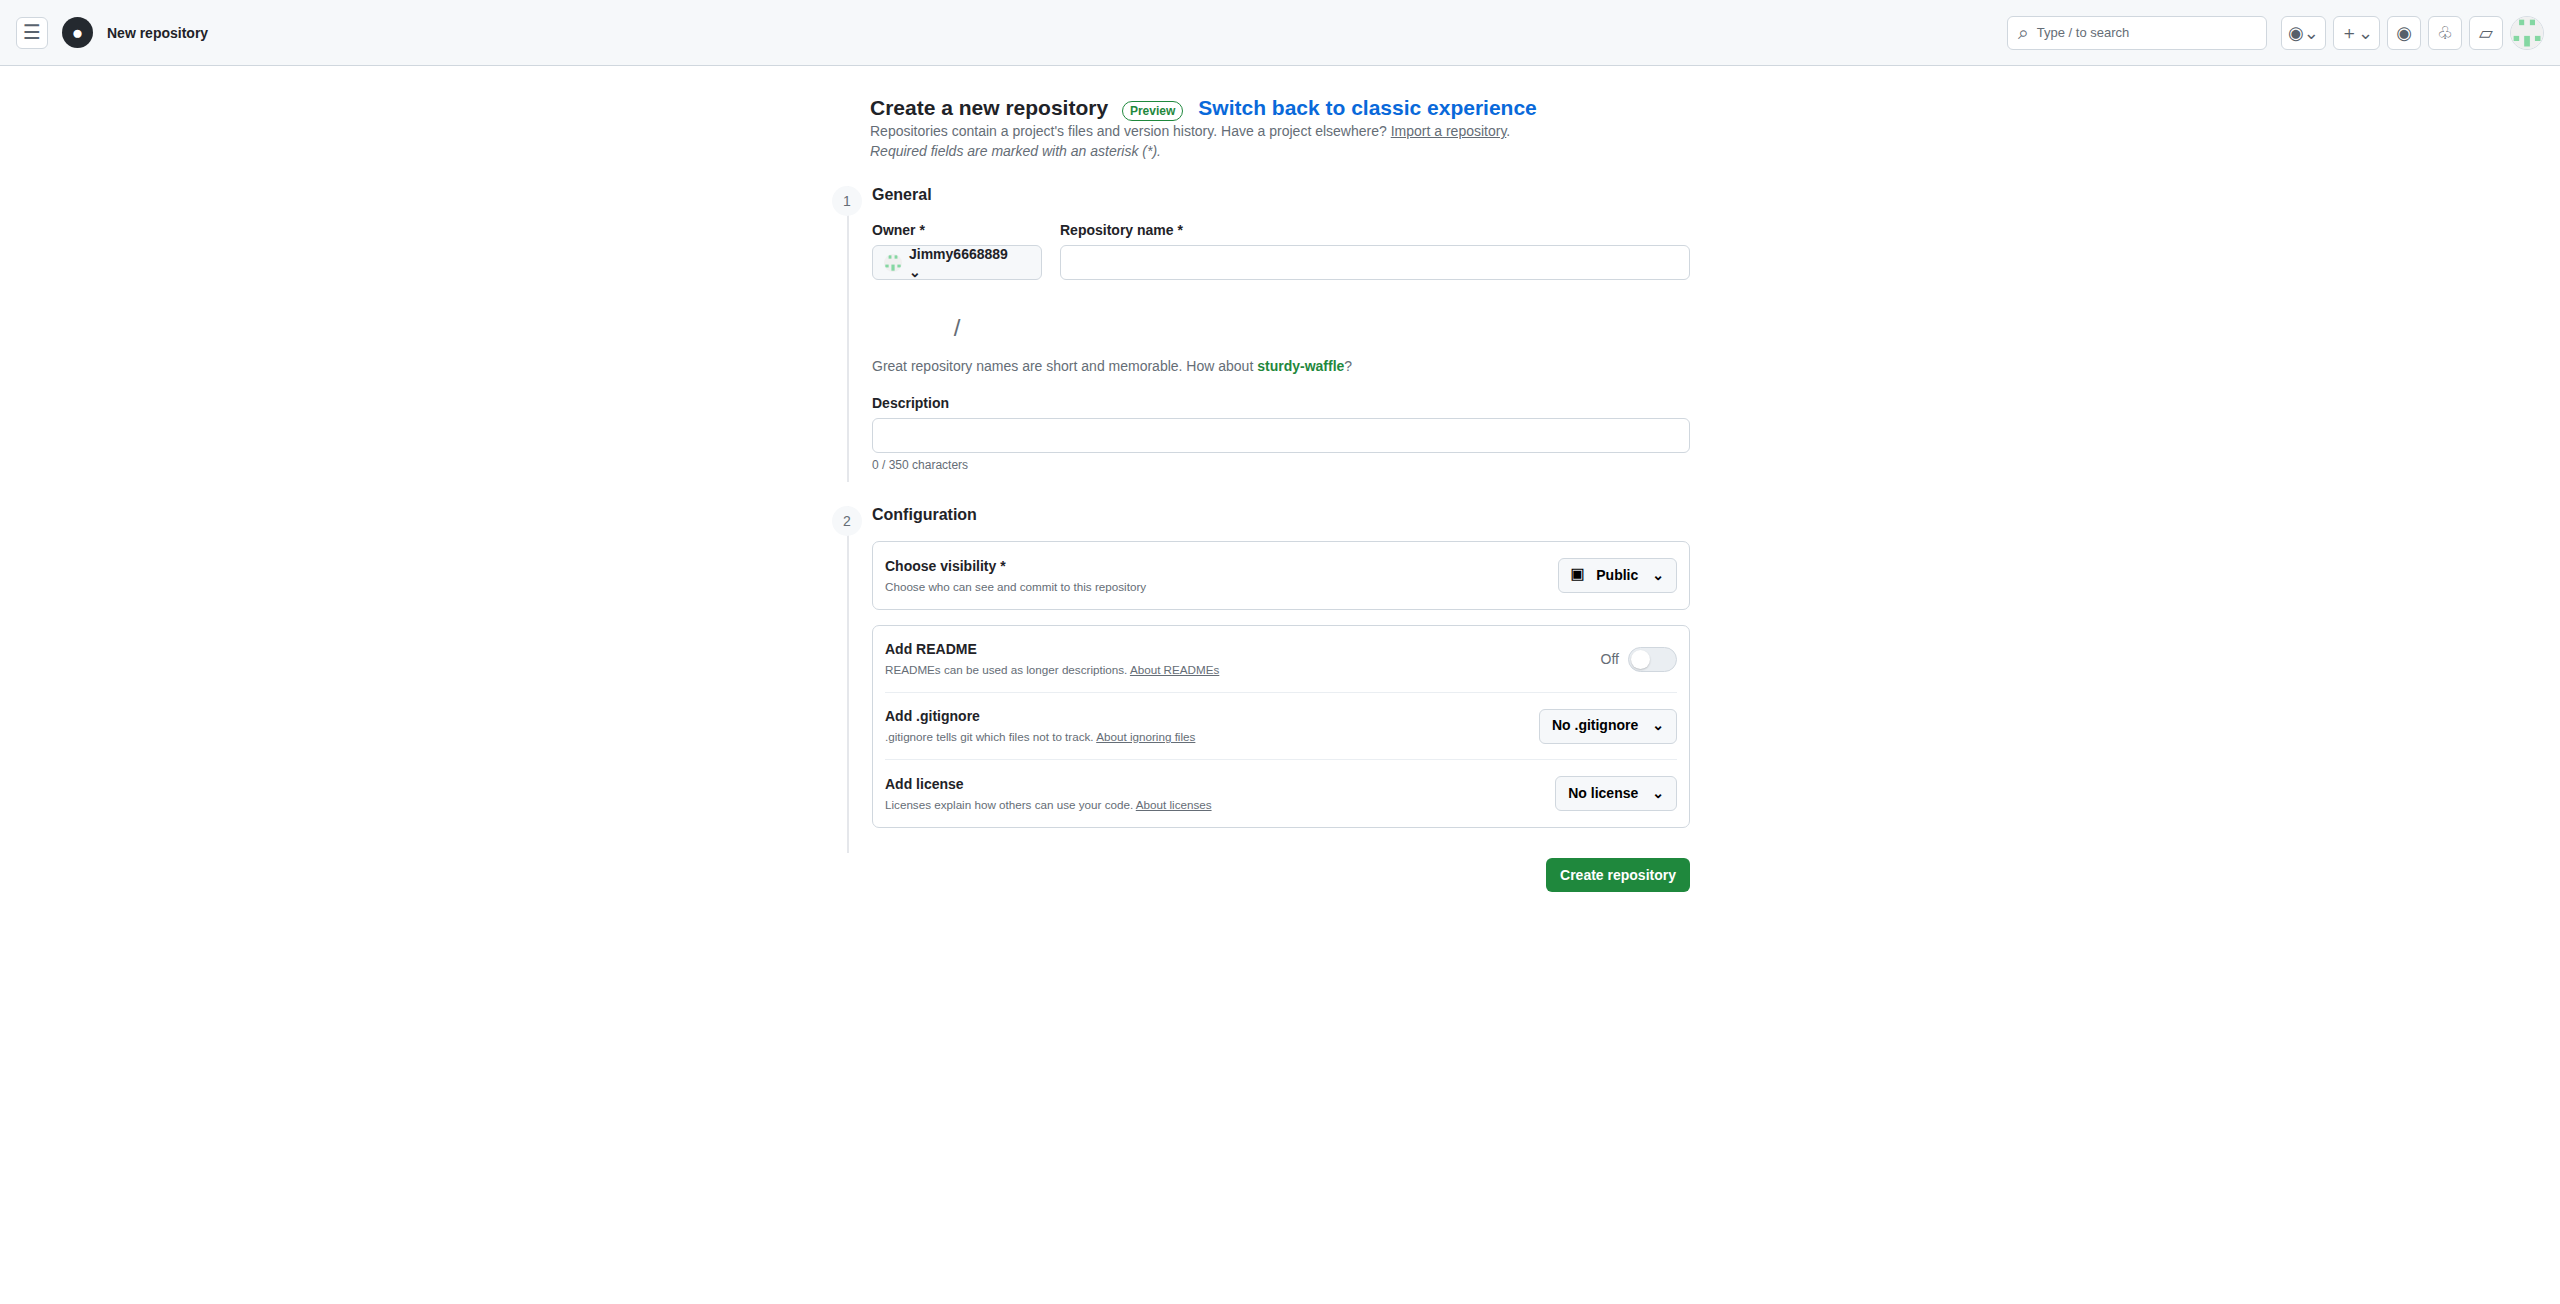 New repository
Type / to search
Create a new repository Preview Switch back to classic experience
Repositories contain a project's files and version history. Have a project elsewhere? Import a repository.
Required fields are marked with an asterisk (*).
1 General
Owner * Repository name *
Jimmy6668889
/
Great repository names are short and memorable. How about sturdy-waffle?
Description
0 / 350 characters
2 Configuration
Choose visibility *
Choose who can see and commit to this repository
Public
Add README
READMEs can be used as longer descriptions. About READMEs
Off
Add .gitignore
.gitignore tells git which files not to track. About ignoring files
No .gitignore
Add license
Licenses explain how others can use your code. About licenses
No license
Create repository